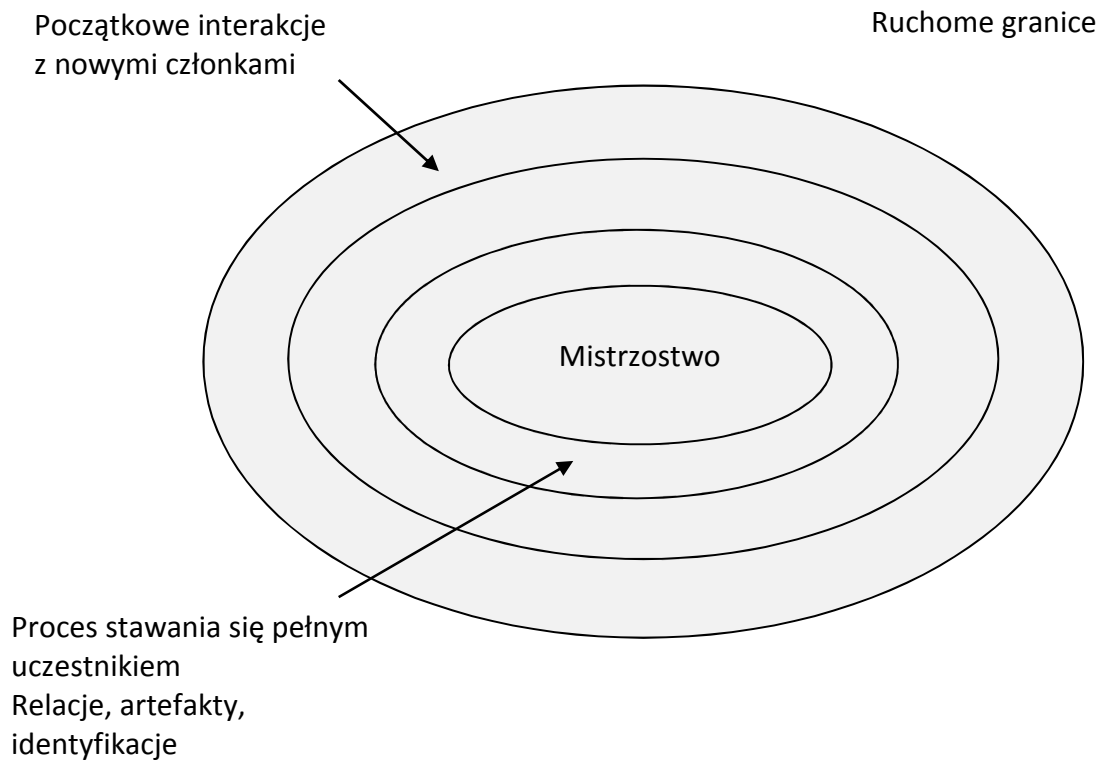 Początkowe interakcje
z nowymi członkami
Ruchome granice
Mistrzostwo
Proces stawania się pełnym
uczestnikiem
Relacje, artefakty,
identyfikacje